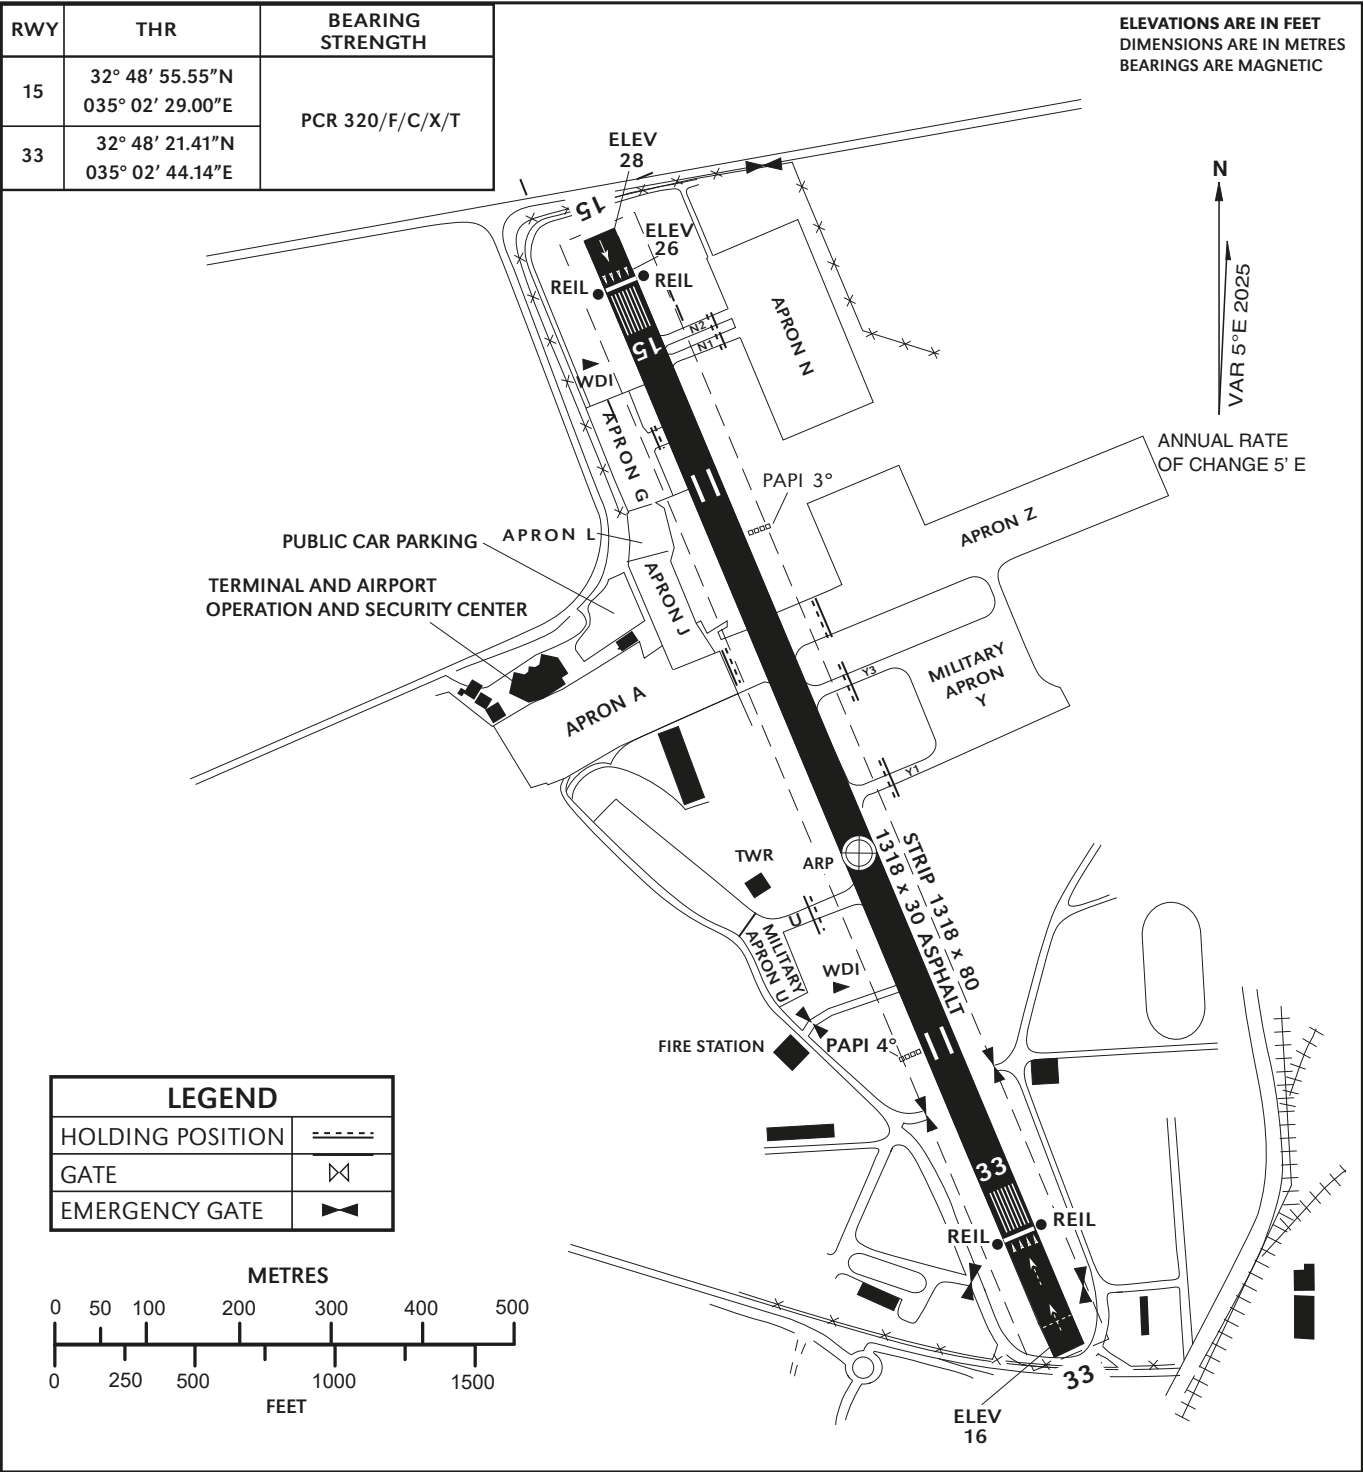 RWY THR BEARING STRENGTH
15 32° 48’ 55.55”N
035° 02’ 29.00”E
PCR 320/F/C/X/T
33 32° 48’ 21.41”N
035° 02’ 44.14”E
ELEVATIONS ARE IN FEET
DIMENSIONS ARE IN METRES
BEARINGS ARE MAGNETIC
ELEV
28
N
15
ELEV
26
REIL
REIL
VAR 5°E 2025
ANNUAL RATE
OF CHANGE 5’ E
APRON N
N2
N1
15
WDI
APRON G
PAPI 3°
APRON Z
APRON L
PUBLIC CAR PARKING
TERMINAL AND AIRPORT
OPERATION AND SECURITY CENTER
APRON J
MILITARY
APRON
Y
Y3
APRON A
Y1
STRIP 1318 x 80
1318 x 30 ASPHALT
TWR
ARP
U
MILITARY
APRON U
WDI
FIRE STATION
PAPI 4°
33
REIL
REIL
33
ELEV
16
LEGEND
HOLDING POSITION
GATE
EMERGENCY GATE
METRES
0 50 100 200 300 400 500
0 250 500 1000 1500
FEET